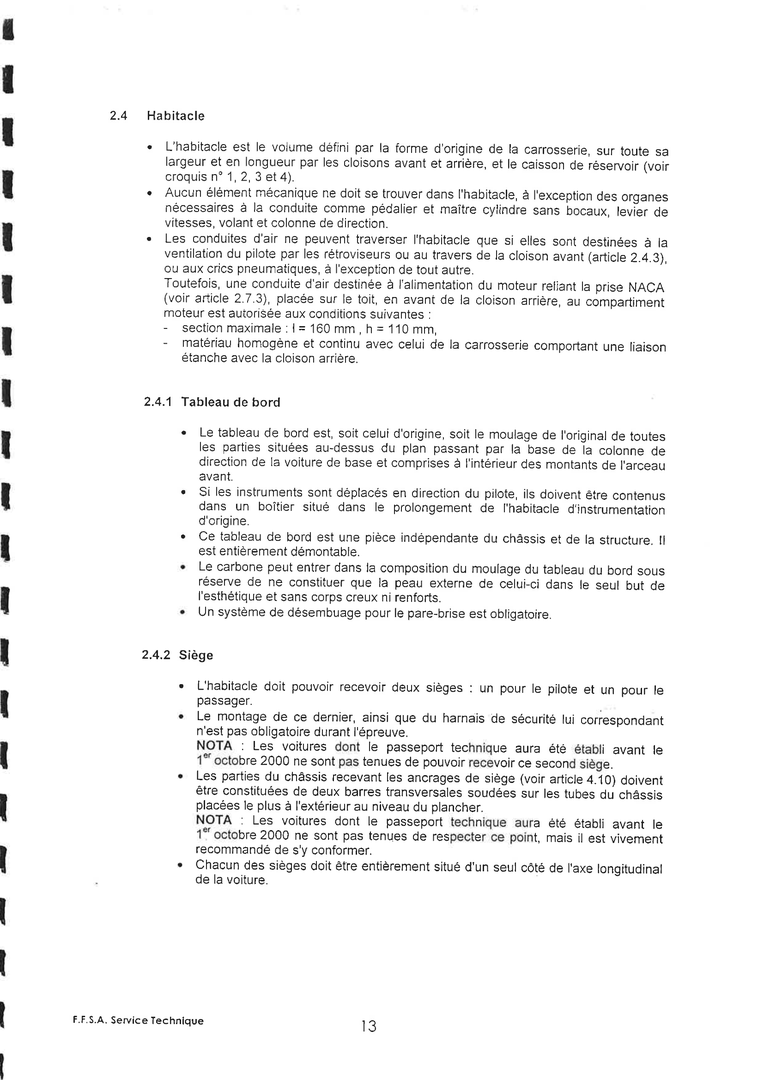 2.4 Habitacle
• L'habitacle est le volume défini par la forme d'origine de la carrosserie, sur toute sa
largeur et en longueur par les cloisons avant et arrière, et le caisson de réservoir (voir
croquis n° 1, 2, 3 et 4).
• Aucun élément mécanique ne doit se trouver dans l'habitacle, à l'exception des organes
nécessaires à la conduite comme pédalier et maître cylindre sans bocaux, levier de
vitesses, volant et colonne de direction.
• Les conduites d'air ne peuvent traverser l'habitacle que si elles sont destinées à la
ventilation du pilote par les rétroviseurs ou au travers de la cloison avant (article 2.4.3),
ou aux crics pneumatiques, à l'exception de tout autre.
Toutefois, une conduite d'air destinée à l'alimentation du moteur reliant la prise NACA
(voir article 2.7.3), placée sur le toit, en avant de la cloison arrière, au compartiment
moteur est autorisée aux conditions suivantes :
- section maximale : l = 160 mm , h = 110 mm,
- matériau homogène et continu avec celui de la carrosserie comportant une liaison
étanche avec la cloison arrière.
2.4.1 Tableau de bord
• Le tableau de bord est, soit celui d'origine, soit le moulage de l'original de toutes
les parties situées au-dessus du plan passant par la base de la colonne de
direction de la voiture de base et comprises à l'intérieur des montants de l'arceau
avant.
• Si les instruments sont déplacés en direction du pilote, ils doivent être contenus
dans un boîtier situé dans le prolongement de l'habitacle d'instrumentation
d'origine.
• Ce tableau de bord est une pièce indépendante du châssis et de la structure. Il
est entièrement démontable.
• Le carbone peut entrer dans la composition du moulage du tableau du bord sous
réserve de ne constituer que la peau externe de celui-ci dans le seul but de
l'esthétique et sans corps creux ni renforts.
• Un système de désembuage pour le pare-brise est obligatoire.
2.4.2 Siège
• L'habitacle doit pouvoir recevoir deux sièges : un pour le pilote et un pour le
passager.
• Le montage de ce dernier, ainsi que du harnais de sécurité lui correspondant
n'est pas obligatoire durant l'épreuve.
NOTA : Les voitures dont le passeport technique aura été établi avant le
1er octobre 2000 ne sont pas tenues de pouvoir recevoir ce second siège.
• Les parties du châssis recevant les ancrages de siège (voir article 4.10) doivent
être constituées de deux barres transversales soudées sur les tubes du châssis
placées le plus à l'extérieur au niveau du plancher.
NOTA : Les voitures dont le passeport technique aura été établi avant le
1er octobre 2000 ne sont pas tenues de respecter ce point, mais il est vivement
recommandé de s'y conformer.
• Chacun des sièges doit être entièrement situé d'un seul côté de l'axe longitudinal
de la voiture.
F.F.S.A. Service Technique
13